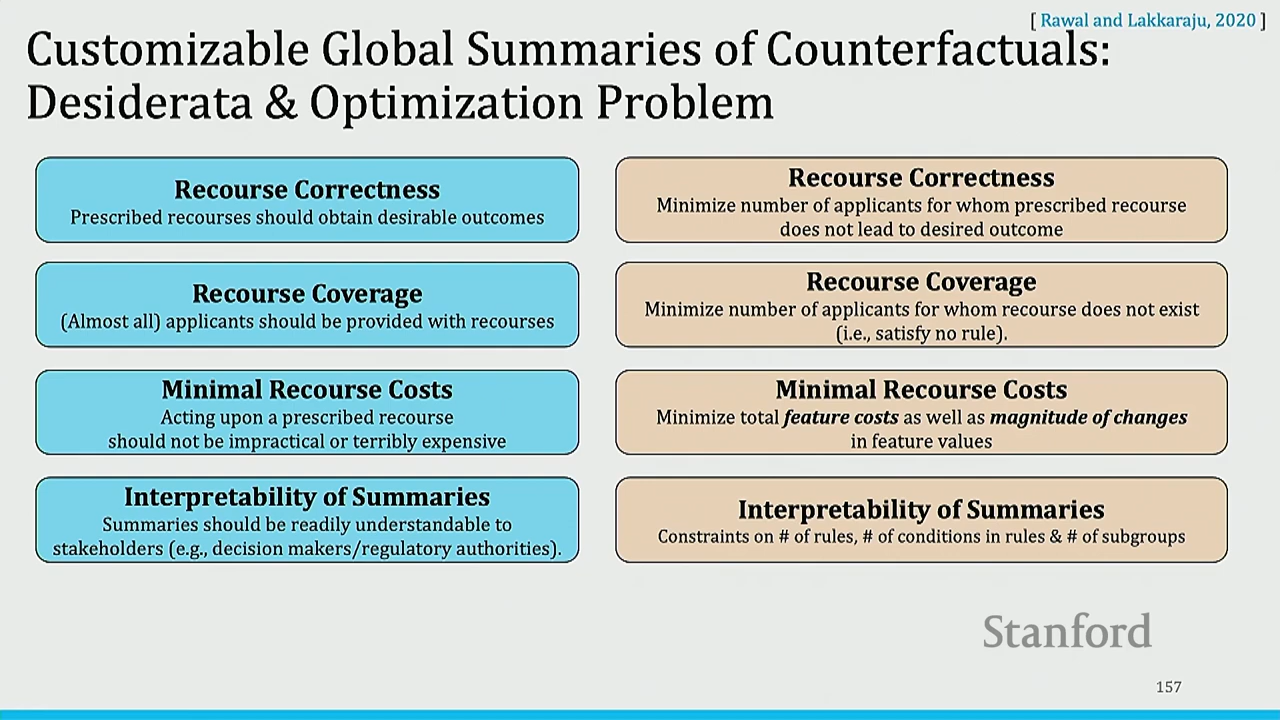 [ Rawal and Lakkaraju, 2020 ]
Customizable Global Summaries of Counterfactuals:
Desiderata & Optimization Problem
Recourse Correctness
Prescribed recourses should obtain desirable outcomes
Recourse Correctness
Minimize number of applicants for whom prescribed recourse
does not lead to desired outcome
Recourse Coverage
(Almost all) applicants should be provided with recourses
Recourse Coverage
Minimize number of applicants for whom recourse does not exist
(i.e., satisfy no rule).
Minimal Recourse Costs
Acting upon a prescribed recourse
should not be impractical or terribly expensive
Minimal Recourse Costs
Minimize total feature costs as well as magnitude of changes
in feature values
Interpretability of Summaries
Summaries should be readily understandable to
stakeholders (e.g., decision makers/regulatory authorities).
Interpretability of Summaries
Constraints on # of rules, # of conditions in rules & # of subgroups
Stanford
157